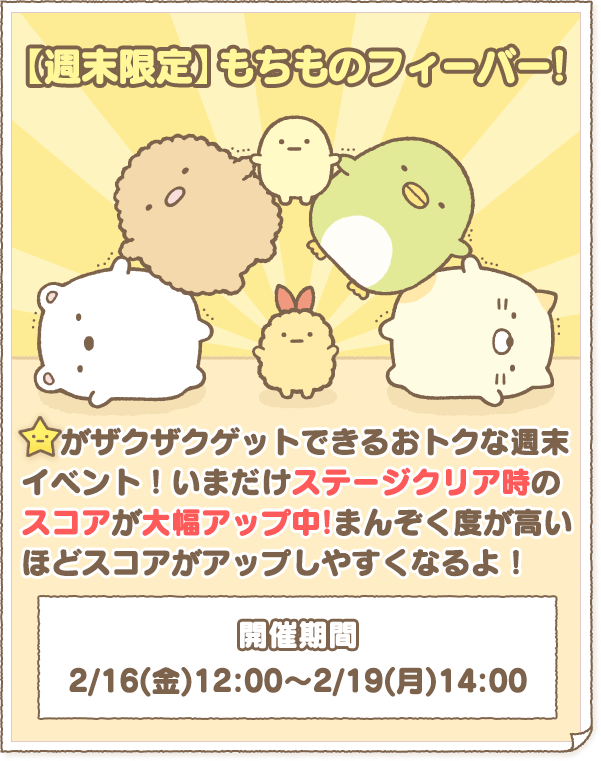 【週末限定】もちものフィーバー!
がザクザクゲットできるおトクな週末
イベント！いまだけステージクリア時の
スコアが大幅アップ中!まんぞく度が高い
ほどスコアがアップしやすくなるよ！
開催期間
2/16(金)12:00〜2/19(月)14:00